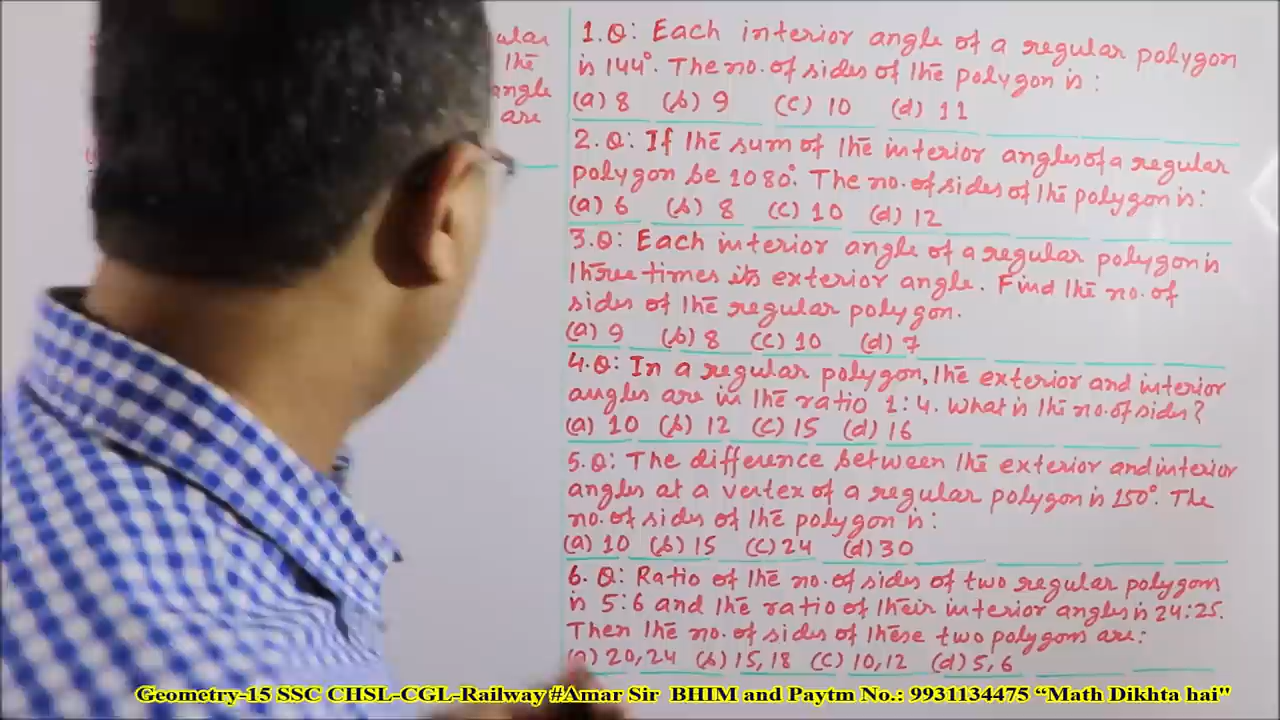 ular
the
angle
are
1.Q: Each interior angle of a regular polygon
is 144°. The no. of sides of the polygon is:
(a) 8 (b) 9 (c) 10 (d) 11
2.Q: If the sum of the interior angles of a regular
polygon be 1080°. The no. of sides of the polygon is:
(a) 6 (b) 8 (c) 10 (d) 12
3.Q: Each interior angle of a regular polygon is
three times its exterior angle. Find the no. of
sides of the regular polygon.
(a) 9 (b) 8 (c) 10 (d) 7
4.Q: In a regular polygon, the exterior and interior
angles are in the ratio 1:4. What is the no. of sides?
(a) 10 (b) 12 (c) 15 (d) 16
5.Q: The difference between the exterior and interior
angles at a vertex of a regular polygon is 150°. The
no. of sides of the polygon is:
(a) 10 (b) 15 (c) 24 (d) 30
6. Q: Ratio of the no. of sides of two regular polygons
is 5:6 and the ratio of their interior angles is 24:25.
Then the no. of sides of these two polygons are:
(a) 20, 24 (b) 15, 18 (c) 10, 12 (d) 5, 6
Geometry-15 SSC CHSL-CGL-Railway #Amar Sir BHIM and Paytm No.: 9931134475 “Math Dikhta hai"